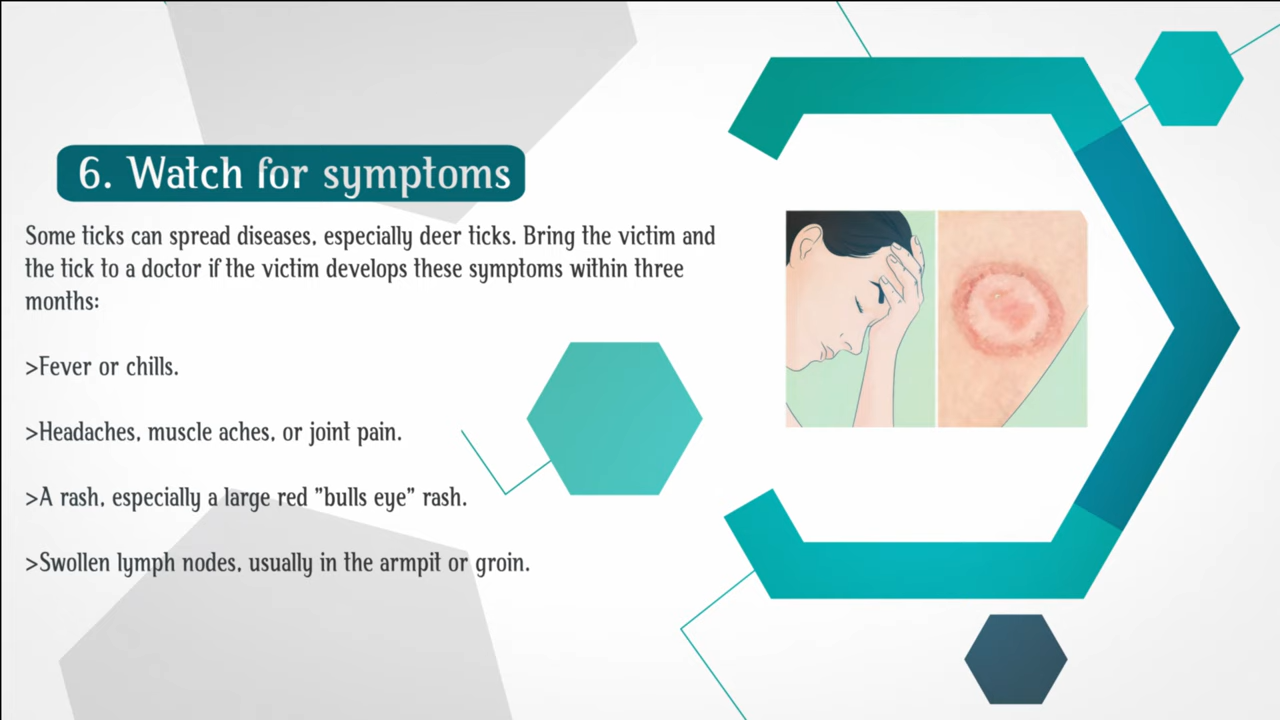 6. Watch for symptoms
Some ticks can spread diseases, especially deer ticks. Bring the victim and
the tick to a doctor if the victim develops these symptoms within three
months:
>Fever or chills.
>Headaches, muscle aches, or joint pain.
>A rash, especially a large red "bulls eye" rash.
>Swollen lymph nodes, usually in the armpit or groin.